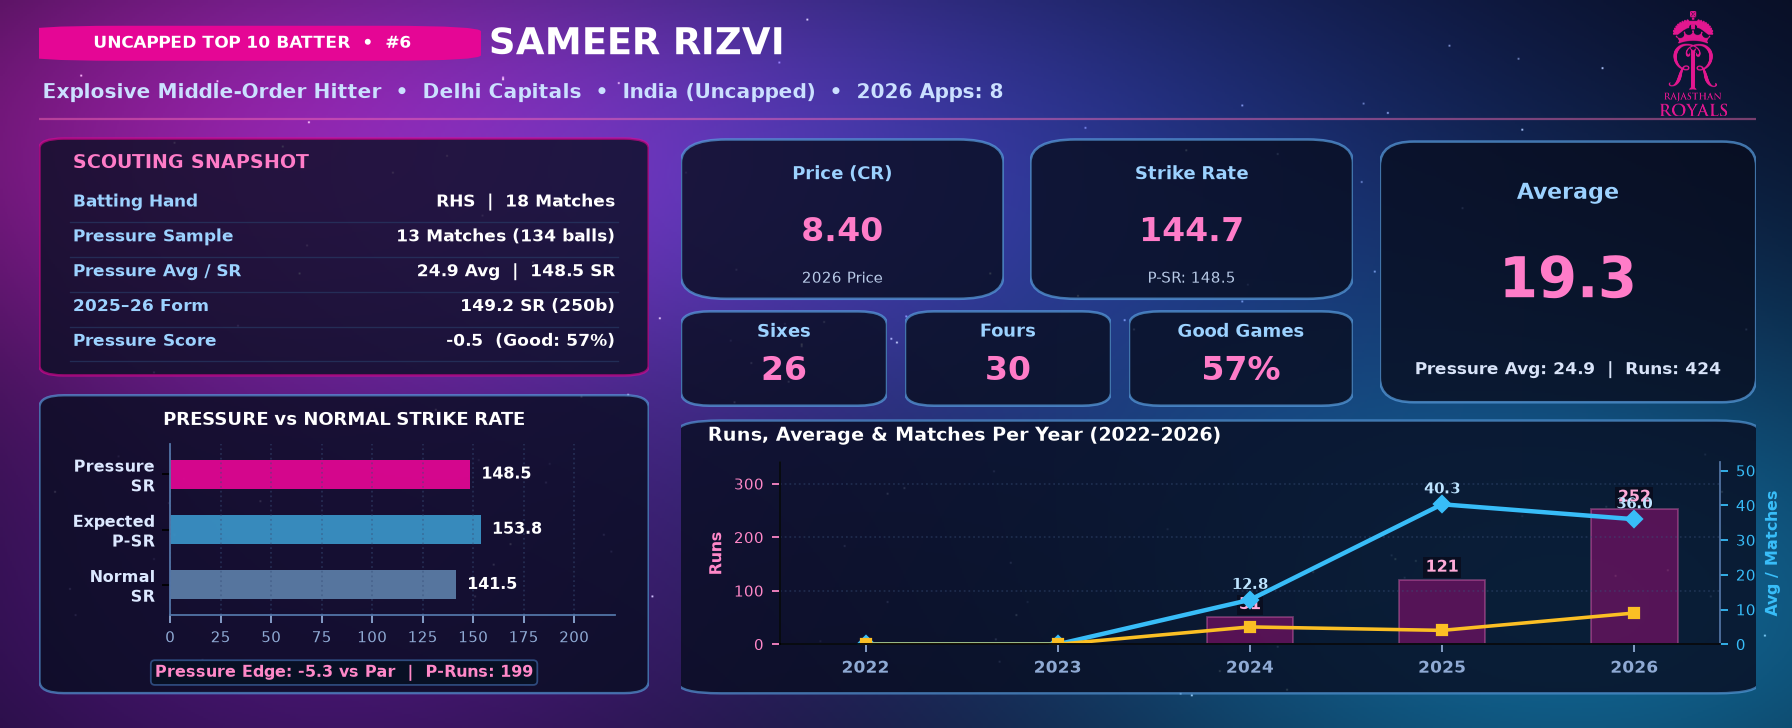 UNCAPPED TOP 10 BATTER • #6
SAMEER RIZVI
Explosive Middle-Order Hitter • Delhi Capitals • India (Uncapped) • 2026 Apps: 8
RAJASTHAN
ROYALS
SCOUTING SNAPSHOT
Batting Hand RHS | 18 Matches
Pressure Sample 13 Matches (134 balls)
Pressure Avg / SR 24.9 Avg | 148.5 SR
2025–26 Form 149.2 SR (250b)
Pressure Score -0.5 (Good: 57%)
Price (CR)
8.40
2026 Price
Strike Rate
144.7
P-SR: 148.5
Average
19.3
Pressure Avg: 24.9 | Runs: 424
Sixes
26
Fours
30
Good Games
57%
PRESSURE vs NORMAL STRIKE RATE
Pressure
SR
148.5
Expected
P-SR
153.8
Normal
SR
141.5
0 25 50 75 100 125 150 175 200
Pressure Edge: -5.3 vs Par | P-Runs: 199
Runs, Average & Matches Per Year (2022–2026)
Runs
300
200
100
0
12.8
40.3
121
252
36.0
50
40
30
20
10
0
Avg / Matches
2022 2023 2024 2025 2026